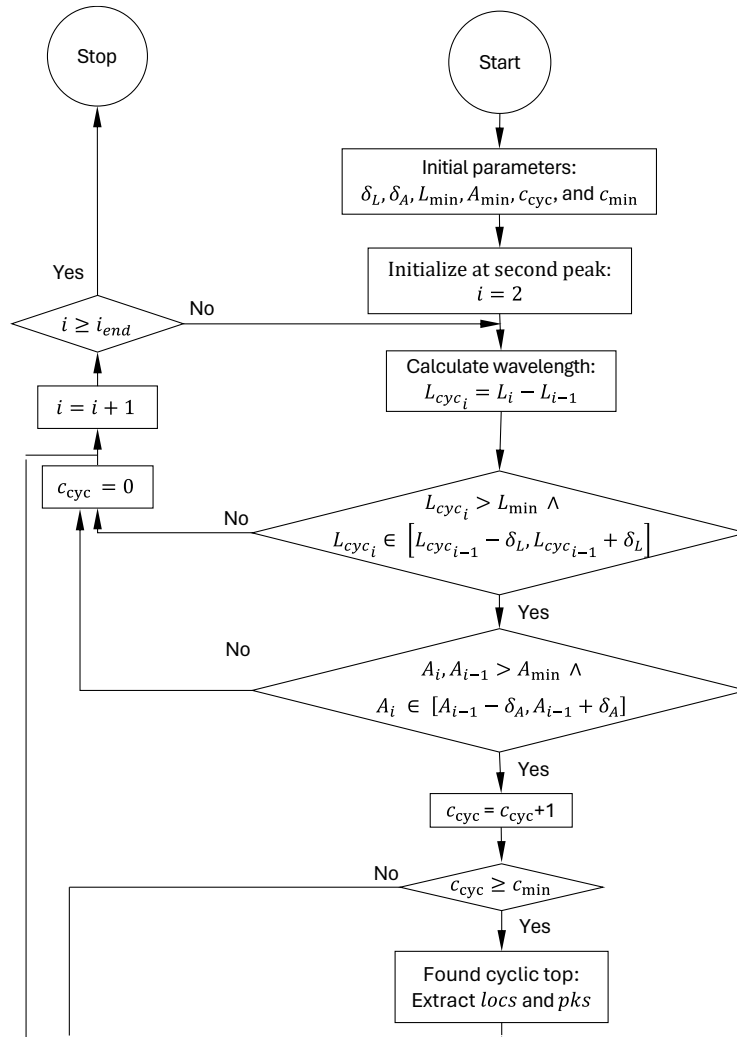 Stop
Start
Initial parameters:
δ_L, δ_A, L_min, A_min, c_cyc, and c_min
Initialize at second peak:
i = 2
Yes
No
i ≥ i_end
Calculate wavelength:
L_cyc_i = L_i − L_{i−1}
i = i + 1
c_cyc = 0
No
L_cyc_i > L_min ∧
L_cyc_i ∈ [L_cyc_{i−1} − δ_L, L_cyc_{i−1} + δ_L]
Yes
No
A_i, A_{i−1} > A_min ∧
A_i ∈ [A_{i−1} − δ_A, A_{i−1} + δ_A]
Yes
c_cyc = c_cyc+1
No
c_cyc ≥ c_min
Yes
Found cyclic top:
Extract locs and pks